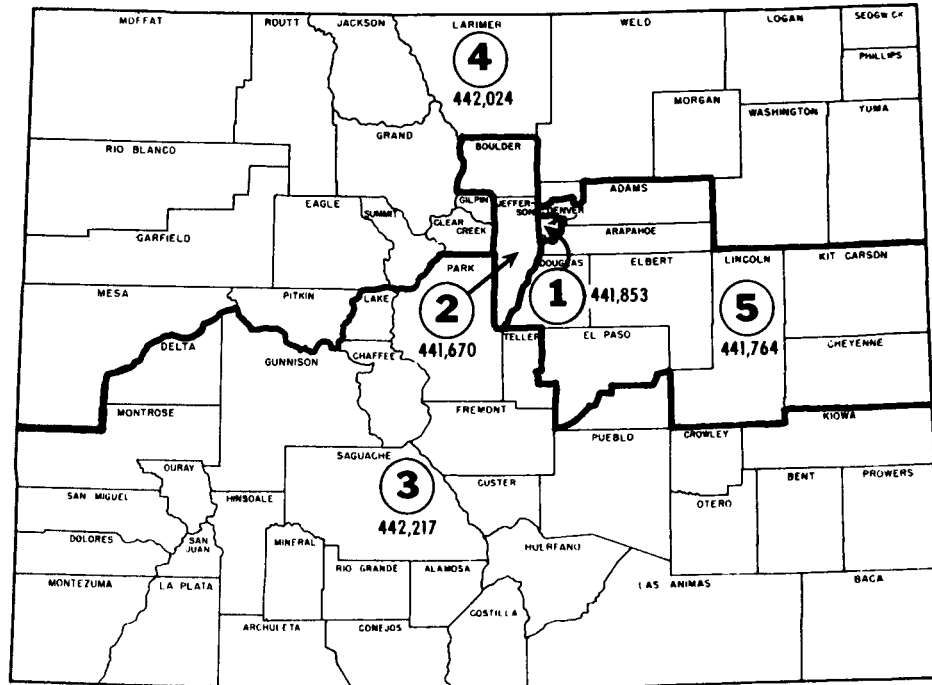 MOFFAT
ROUTT
JACKSON
LARIMER
WELD
LOGAN
SEDGWICK
PHILLIPS
4
442,024
MORGAN
WASHINGTON
YUMA
GRAND
RIO BLANCO
BOULDER
ADAMS
EAGLE
SUMMIT
GILPIN
JEFFER-
SON
DENVER
CLEAR
CREEK
ARAPAHOE
GARFIELD
PARK
DOUGLAS
ELBERT
LINCOLN
KIT CARSON
MESA
PITKIN
LAKE
2
441,670
1
441,853
5
441,764
TELLER
EL PASO
CHEYENNE
DELTA
GUNNISON
CHAFFEE
MONTROSE
FREMONT
KIOWA
PUEBLO
CROWLEY
OURAY
SAGUACHE
3
442,217
CUSTER
BENT
PROWERS
OTERO
SAN MIGUEL
HINSDALE
DOLORES
SAN
JUAN
MINERAL
HUERFANO
RIO GRANDE
ALAMOSA
MONTEZUMA
LA PLATA
LAS ANIMAS
BACA
ARCHULETA
CONEJOS
COSTILLA